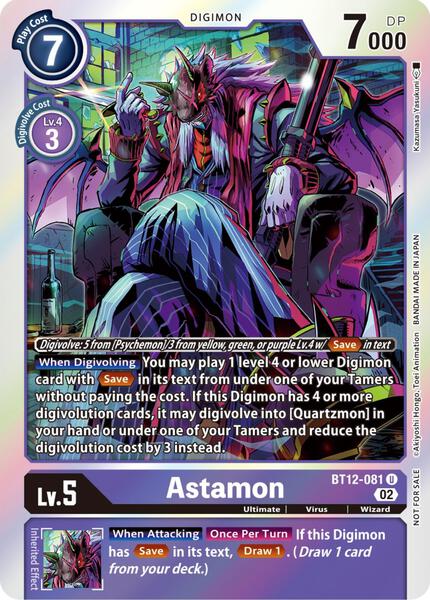 DIGIMON
Play Cost
7
7000 DP
Digivolve Cost
Lv.4
3
Kazumasa Yasukuni
Digivolve: 5 from [Psychemon]/3 from yellow, green, or purple Lv.4 w/ Save in text
When Digivolving You may play 1 level 4 or lower Digimon
card with Save in its text from under one of your Tamers
without paying the cost. If this Digimon has 4 or more
digivolution cards, it may digivolve into [Quartzmon] in
your hand or under one of your Tamers and reduce the
digivolution cost by 3 instead.
©Akiyoshi Hongo, Toei Animation BANDAI MADE IN JAPAN
NOT FOR SALE
Lv.5
Astamon
BT12-081 U
02
Ultimate
Virus
Wizard
Inherited Effect
When Attacking Once Per Turn If this Digimon
has Save in its text, Draw 1. (Draw 1 card
from your deck.)